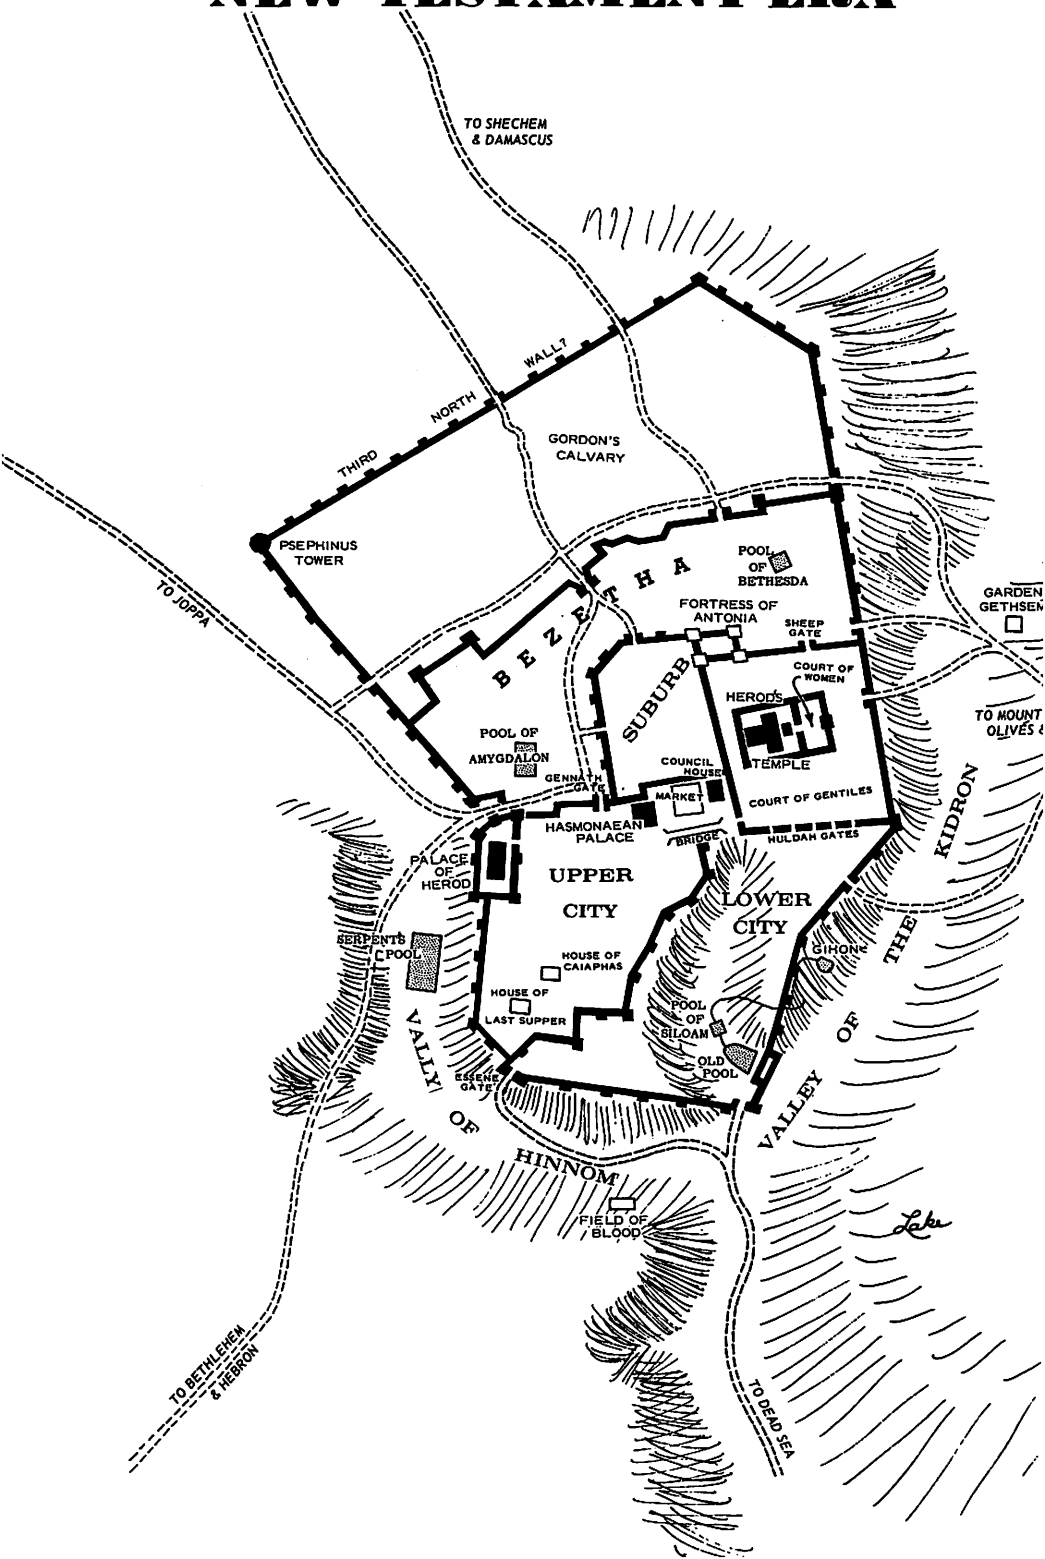 NEW TESTAMENT ERA
TO SHECHEM
& DAMASCUS
THIRD NORTH WALL?
GORDON'S
CALVARY
PSEPHINUS
TOWER
TO JOPPA
BEZETHA
POOL
OF
BETHESDA
FORTRESS OF
ANTONIA
SHEEP
GATE
GARDEN
TO MOUNT
OLIVES &
SUBURB
COURT OF
WOMEN
HEROD'S
TEMPLE
POOL OF
AMYGDALON
GENNATH
GATE
COUNCIL
HOUSE
MARKET
COURT OF GENTILES
HULDAH GATES
HASMONAEAN
PALACE
BRIDGE
PALACE
OF
HEROD
UPPER
CITY
LOWER
CITY
VALLEY OF THE KIDRON
SERPENTS
POOL
GIHON
HOUSE OF
CAIAPHAS
HOUSE OF
LAST SUPPER
POOL
OF
SILOAM
OLD
POOL
ESSENE
GATE
VALLY OF HINNOM
FIELD OF
BLOOD
Lake
TO BETHLEHEM
& HEBRON
TO DEAD SEA